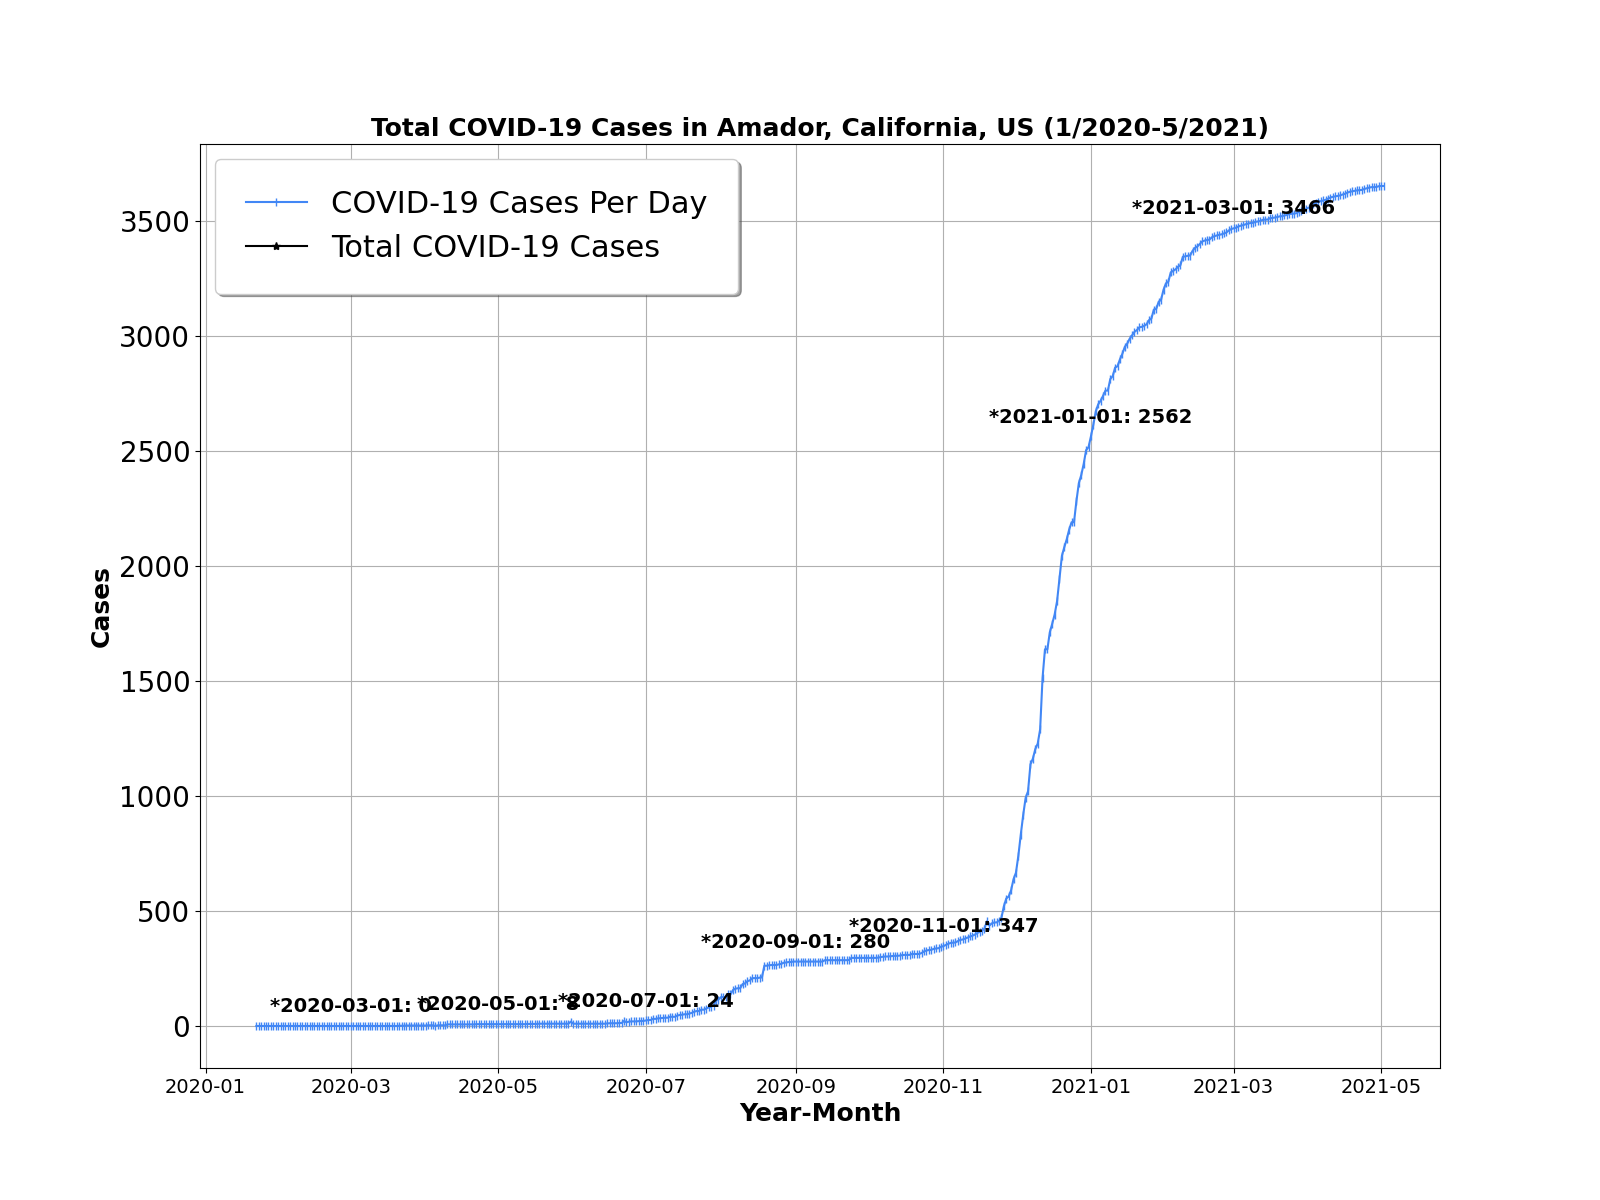 Total COVID-19 Cases in Amador, California, US (1/2020-5/2021)
COVID-19 Cases Per Day
Total COVID-19 Cases
3500
3000
2500
2000
1500
1000
500
0
Cases
*2021-03-01: 3466
*2021-01-01: 2562
*2020-11-01: 347
*2020-09-01: 280
*2020-03-01: 0
*2020-05-01: 8
*2020-07-01: 24
2020-01 2020-03 2020-05 2020-07 2020-09 2020-11 2021-01 2021-03 2021-05
Year-Month